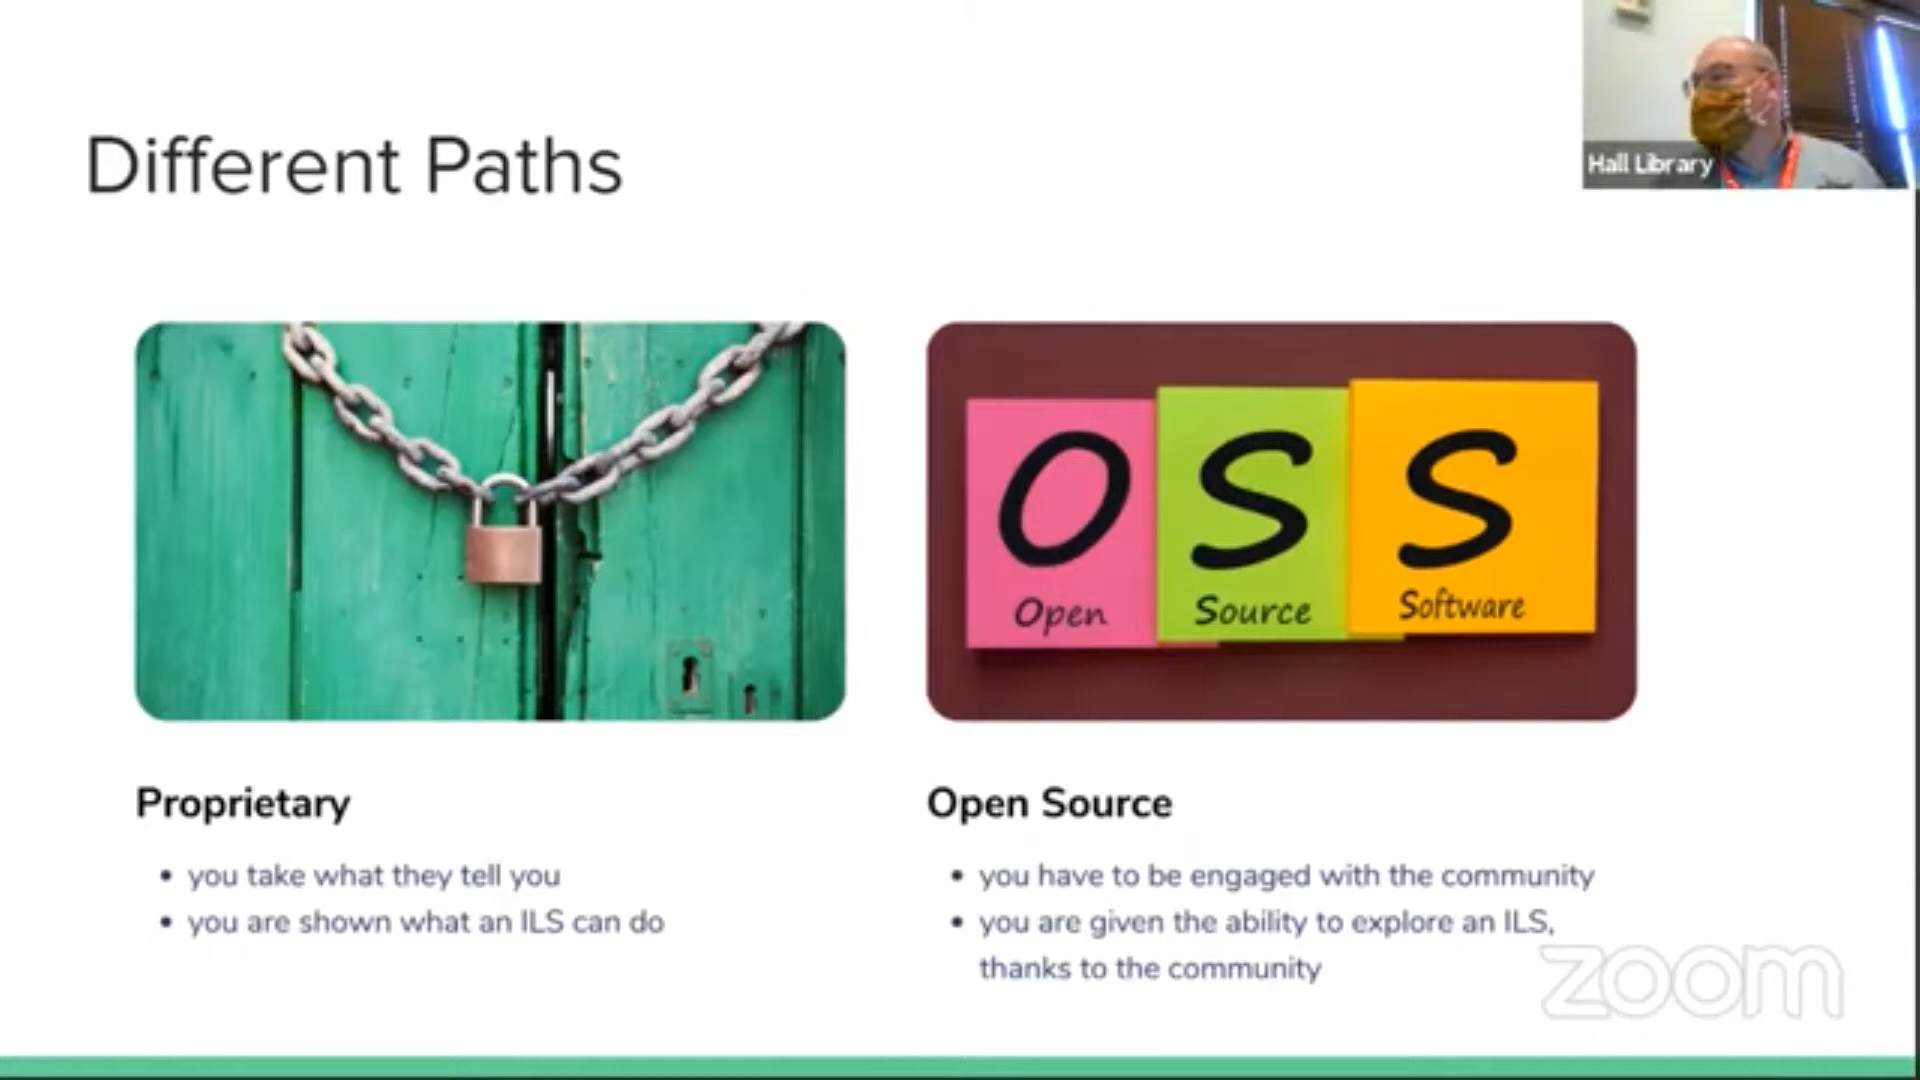 Different Paths
Hall Library
O S S
Open Source Software
Proprietary
• you take what they tell you
• you are shown what an ILS can do
Open Source
• you have to be engaged with the community
• you are given the ability to explore an ILS,
thanks to the community
zoom